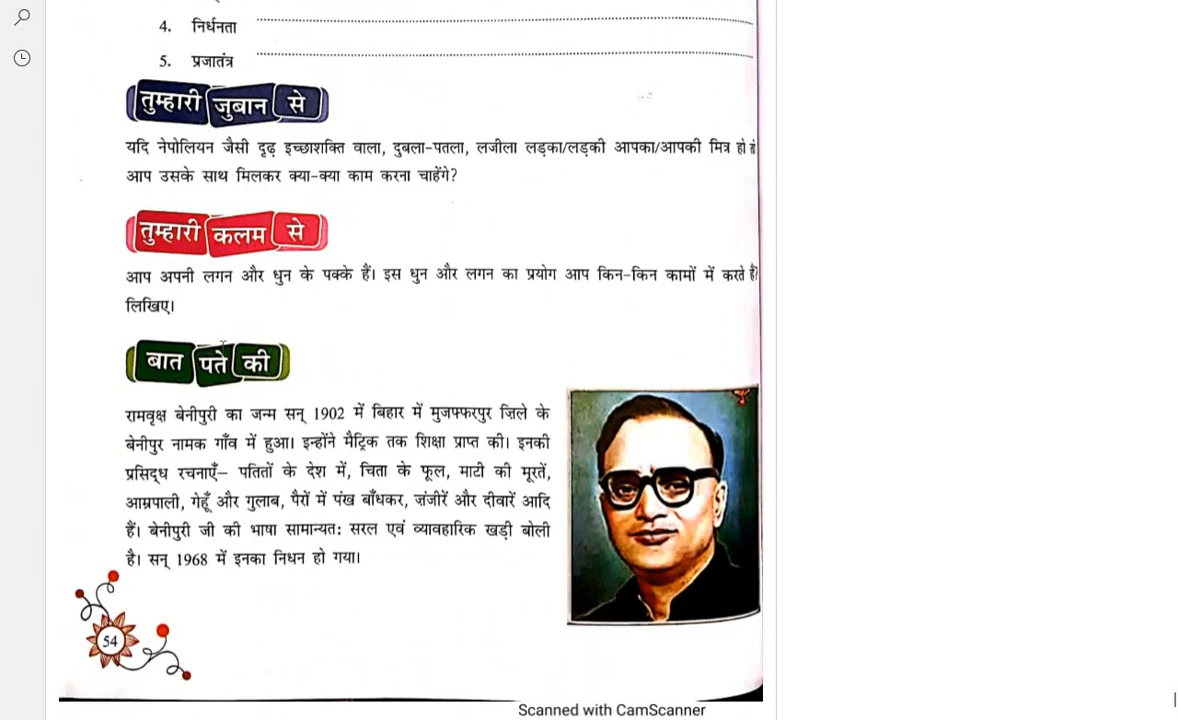 4. निर्धनता
5. प्रजातंत्र
तुम्हारी जुबान से
यदि नेपोलियन जैसी दृढ़ इच्छाशक्ति वाला, दुबला-पतला, लजीला लड़का/लड़की आपका/आपकी मित्र हो तो
आप उसके साथ मिलकर क्या-क्या काम करना चाहेंगे?
तुम्हारी कलम से
आप अपनी लगन और धुन के पक्के हैं। इस धुन और लगन का प्रयोग आप किन-किन कामों में करते हैं?
लिखिए।
बात पते की
रामवृक्ष बेनीपुरी का जन्म सन् 1902 में बिहार में मुजफ्फरपुर ज़िले के
बेनीपुर नामक गाँव में हुआ। इन्होंने मैट्रिक तक शिक्षा प्राप्त की। इनकी
प्रसिद्ध रचनाएँ– पतितों के देश में, चिता के फूल, माटी की मूरतें,
आम्रपाली, गेहूँ और गुलाब, पैरों में पंख बाँधकर, जंजीरें और दीवारें आदि
हैं। बेनीपुरी जी की भाषा सामान्यत: सरल एवं व्यावहारिक खड़ी बोली
है। सन् 1968 में इनका निधन हो गया।
54
Scanned with CamScanner